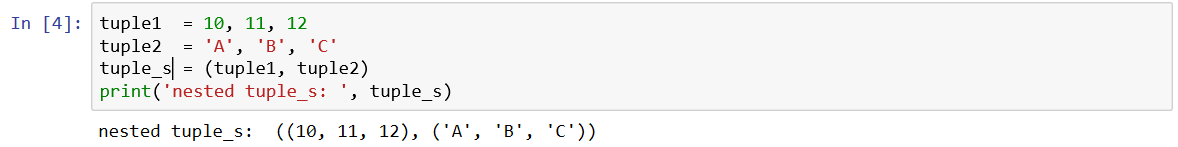 In [4]: tuple1  = 10, 11, 12
tuple2  = 'A', 'B', 'C'
tuple_s = (tuple1, tuple2)
print('nested tuple_s: ', tuple_s)
nested tuple_s:  ((10, 11, 12), ('A', 'B', 'C'))